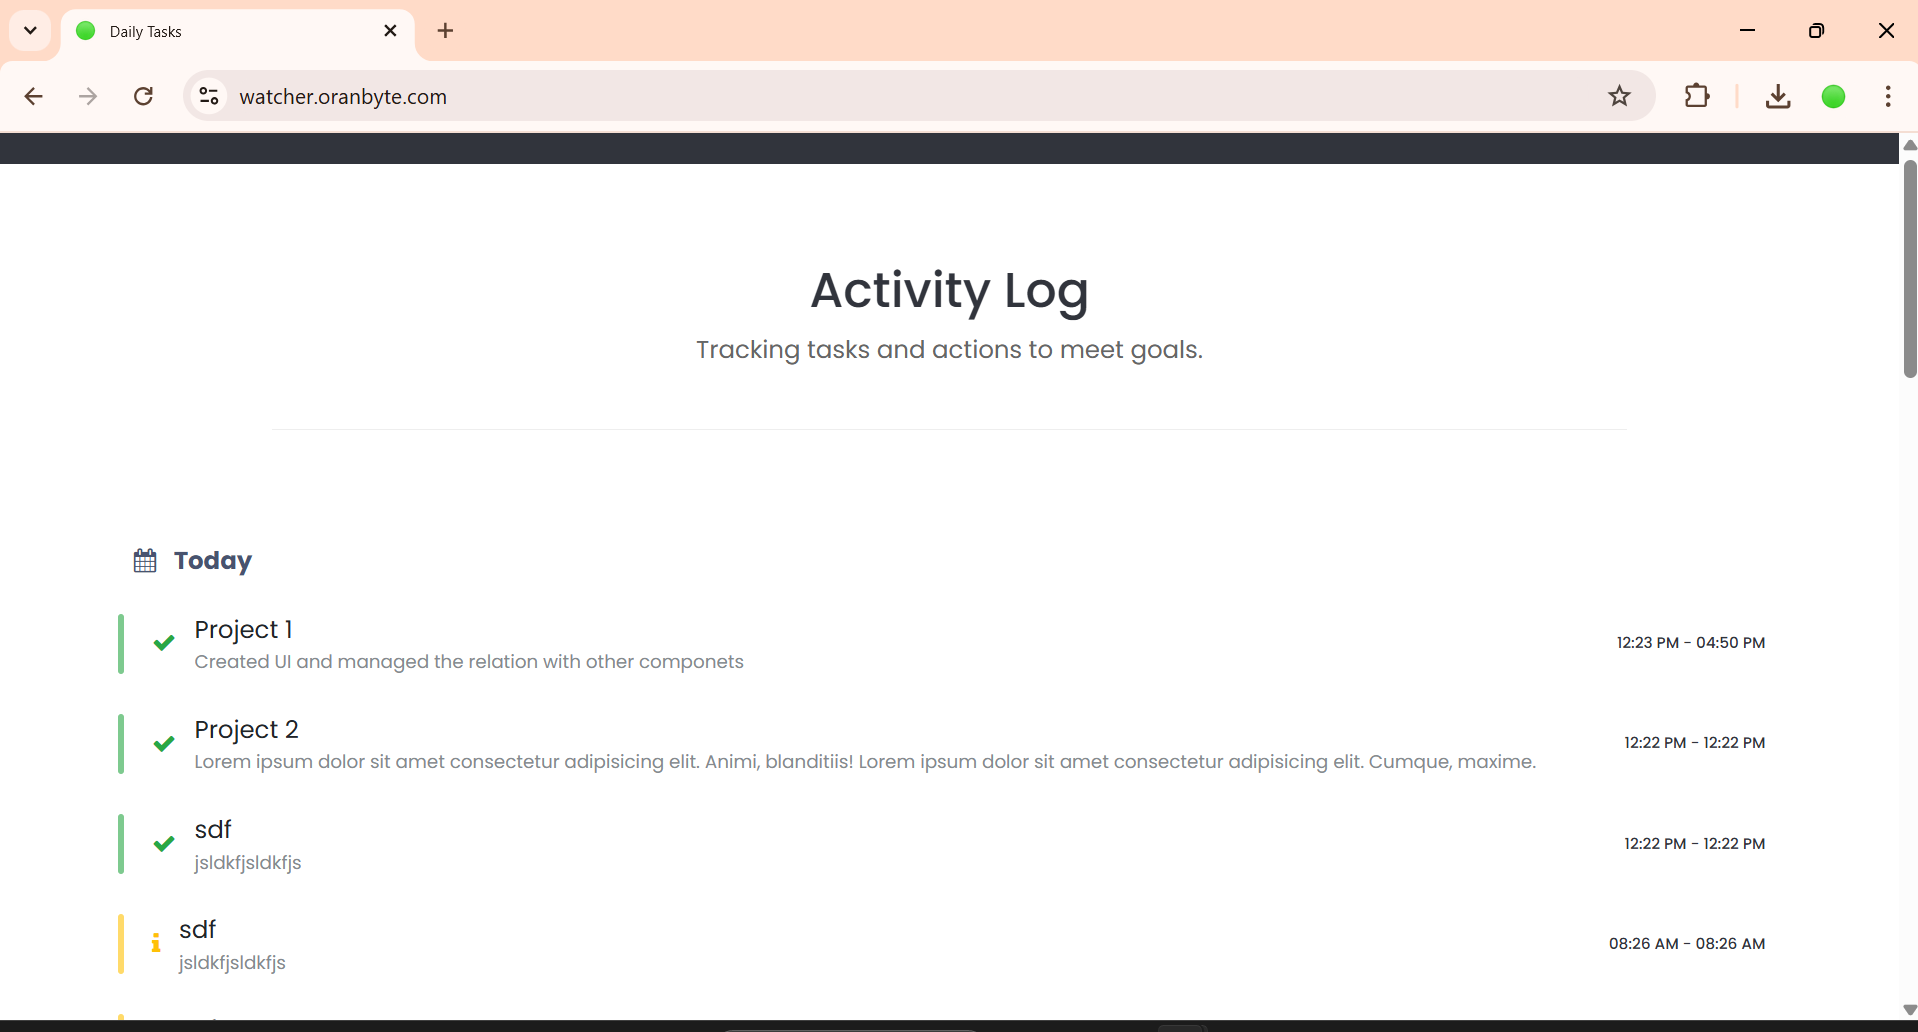 Daily Tasks
watcher.oranbyte.com
Activity Log
Tracking tasks and actions to meet goals.
Today
Project 1
Created UI and managed the relation with other componets
12:23 PM - 04:50 PM
Project 2
Lorem ipsum dolor sit amet consectetur adipisicing elit. Animi, blanditiis! Lorem ipsum dolor sit amet consectetur adipisicing elit. Cumque, maxime.
12:22 PM - 12:22 PM
sdf
jsldkfjsldkfjs
12:22 PM - 12:22 PM
sdf
jsldkfjsldkfjs
08:26 AM - 08:26 AM